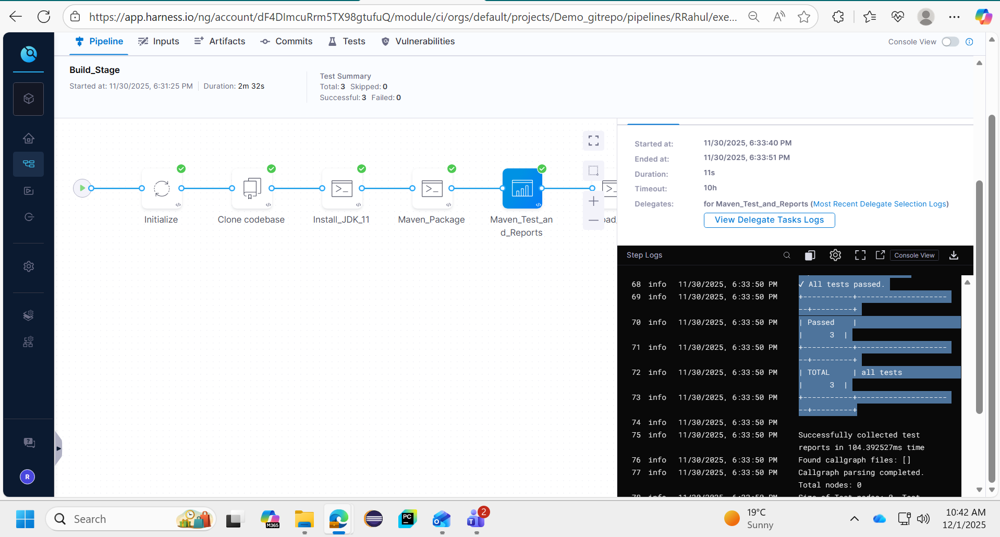 https://app.harness.io/ng/account/dF4DImcuRrm5TX98gtufuQ/module/ci/orgs/default/projects/Demo_gitrepo/pipelines/RRahul/exe...
Pipeline Inputs Artifacts Commits Tests Vulnerabilities Console View
Build_Stage
Started at: 11/30/2025, 6:31:25 PM Duration: 2m 32s
Test Summary
Total: 3 Skipped: 0
Successful: 3 Failed: 0
Initialize
Clone codebase
Install_JDK_11
Maven_Package
Maven_Test_an
d_Reports
Started at: 11/30/2025, 6:33:40 PM
Ended at: 11/30/2025, 6:33:51 PM
Duration: 11s
Timeout: 10h
Delegates: for Maven_Test_and_Reports (Most Recent Delegate Selection Logs)
View Delegate Tasks Logs
Step Logs Console View
68 info 11/30/2025, 6:33:50 PM ✓ All tests passed.
69 info 11/30/2025, 6:33:50 PM +-----------+--------------------
--+---------+
70 info 11/30/2025, 6:33:50 PM | Passed |
| 3 |
71 info 11/30/2025, 6:33:50 PM +-----------+--------------------
--+---------+
72 info 11/30/2025, 6:33:50 PM | TOTAL | all tests
| 3 |
73 info 11/30/2025, 6:33:50 PM +-----------+--------------------
--+---------+
74 info 11/30/2025, 6:33:50 PM
75 info 11/30/2025, 6:33:50 PM Successfully collected test
reports in 104.392527ms time
76 info 11/30/2025, 6:33:50 PM Found callgraph files: []
77 info 11/30/2025, 6:33:50 PM Callgraph parsing completed.
Total nodes: 0
R
Search
M365
PC
2
19°C
Sunny
10:42 AM
12/1/2025